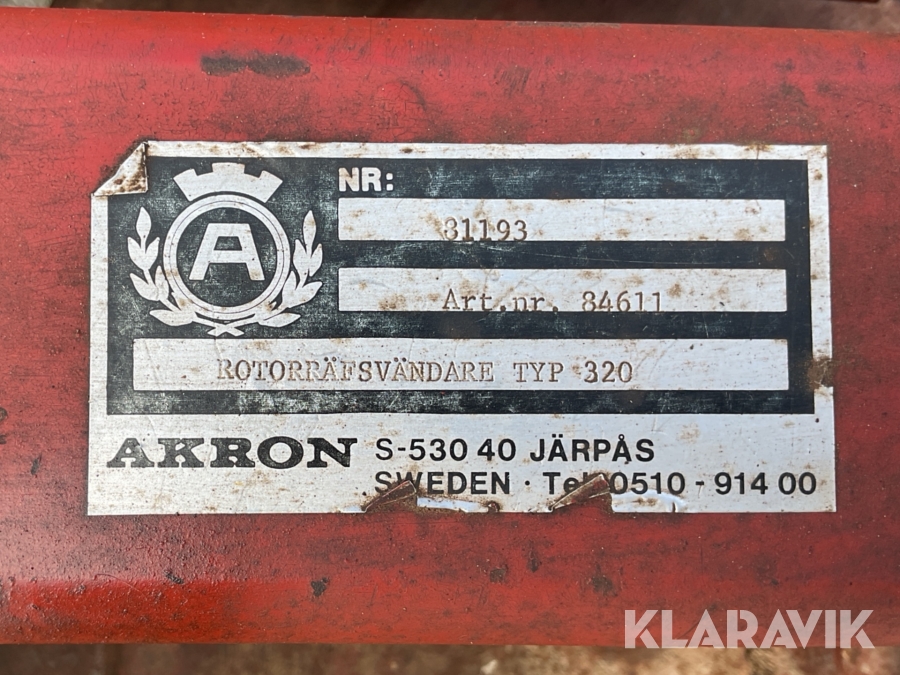 A
NR:
31193
Art.nr. 84611
ROTORRÄFSVÄNDARE TYP 320
AKRON S-530 40 JÄRPÅS
SWEDEN · Tel 0510 - 914 00
KLARAVIK